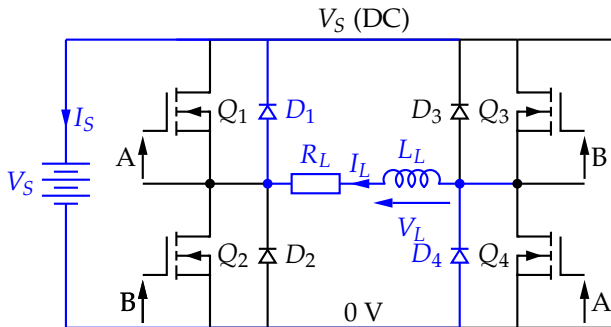 V_S (DC)
Q_1 D_1 D_3 Q_3
I_S
A R_L I_L L_L B
V_S
V_L
Q_2 D_2 D_4 Q_4
B 0 V A